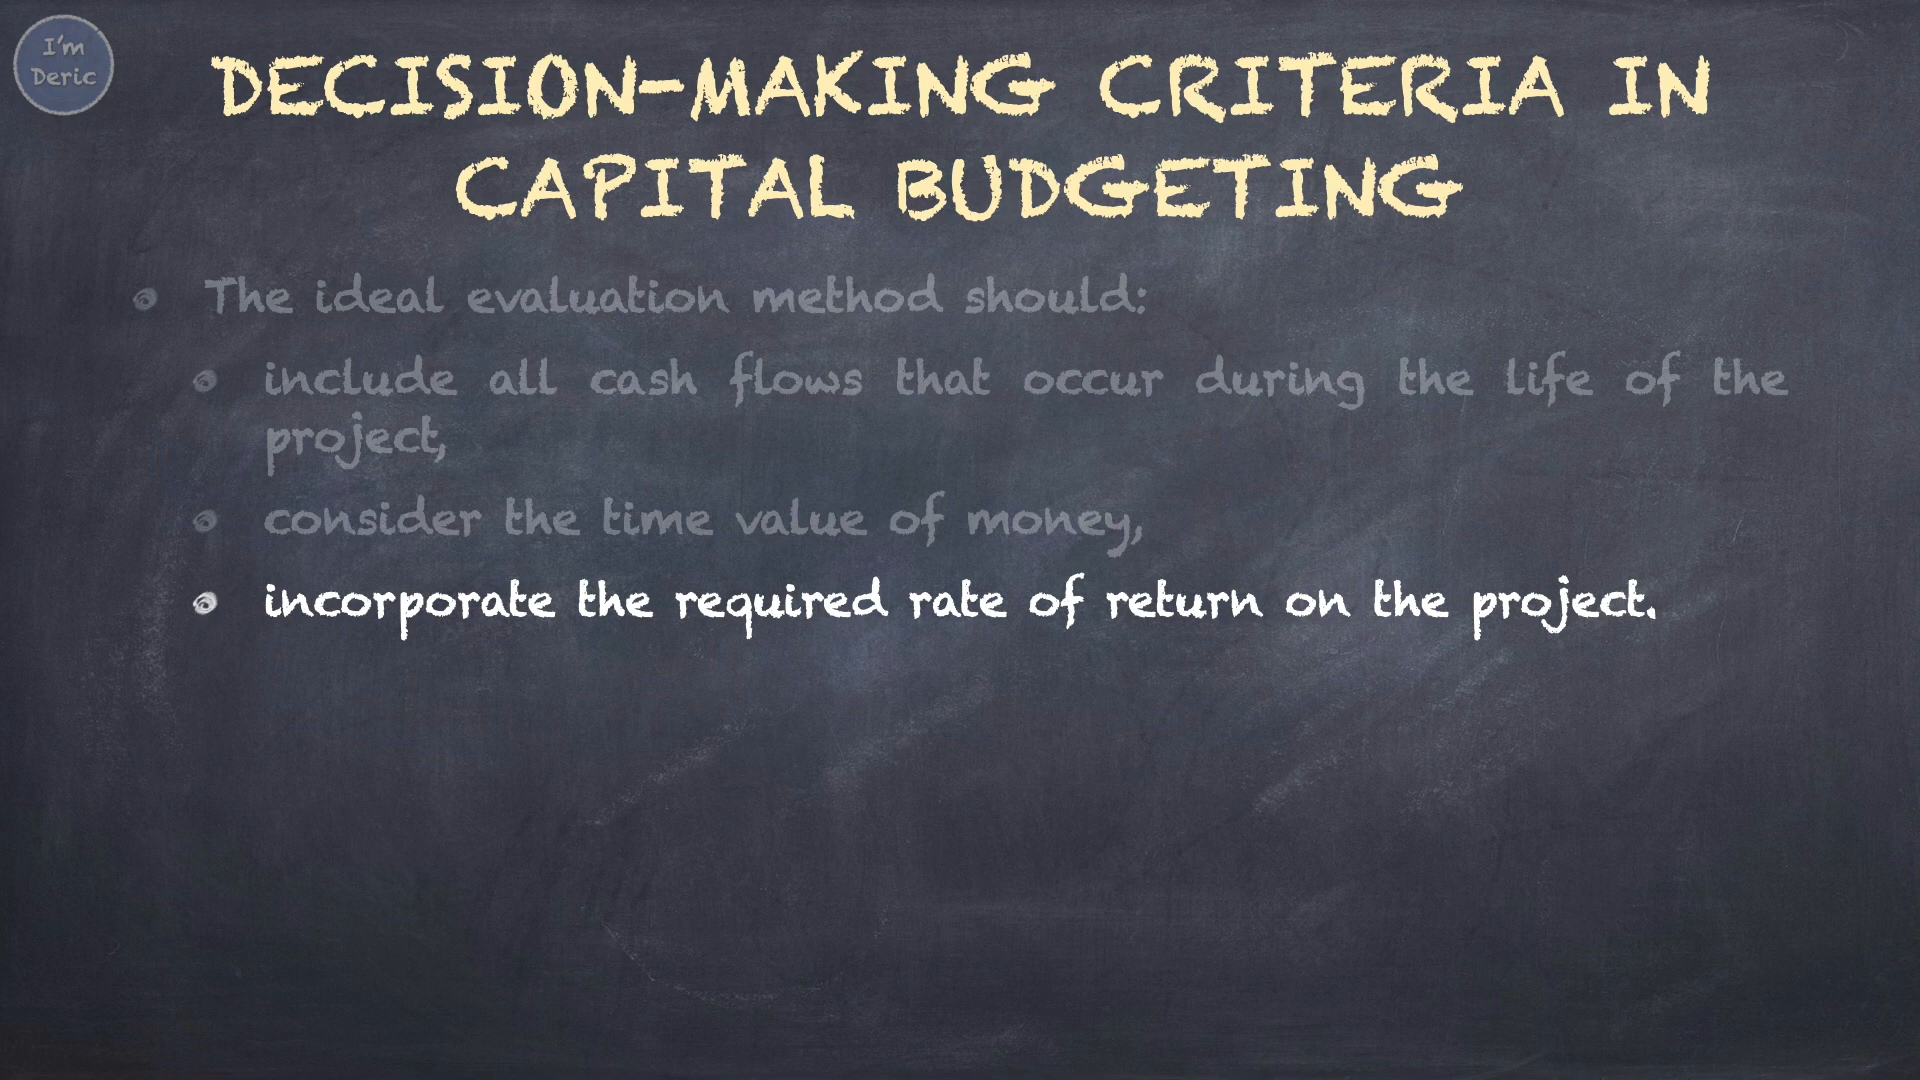 I'm
Deric
DECISION-MAKING CRITERIA IN
CAPITAL BUDGETING
The ideal evaluation method should:
include all cash flows that occur during the life of the
project,
consider the time value of money,
incorporate the required rate of return on the project.